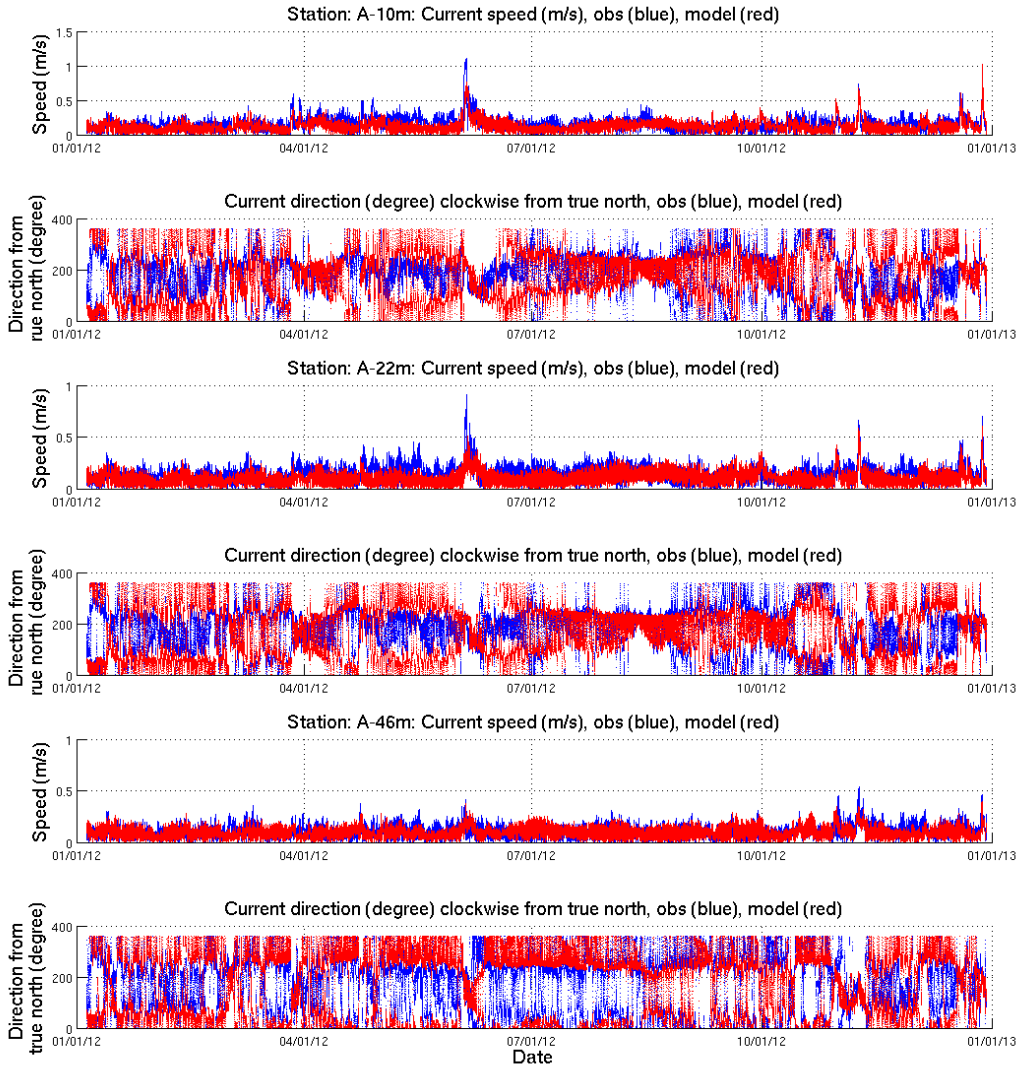 Station: A-10m: Current speed (m/s), obs (blue), model (red)
Speed (m/s)
1.5
1
0.5
0
01/01/12 04/01/12 07/01/12 10/01/12 01/01/13
Current direction (degree) clockwise from true north, obs (blue), model (red)
Direction from
rue north (degree)
400
200
0
01/01/12 04/01/12 07/01/12 10/01/12 01/01/13
Station: A-22m: Current speed (m/s), obs (blue), model (red)
Speed (m/s)
1
0.5
0
01/01/12 04/01/12 07/01/12 10/01/12 01/01/13
Current direction (degree) clockwise from true north, obs (blue), model (red)
Direction from
rue north (degree)
400
200
0
01/01/12 04/01/12 07/01/12 10/01/12 01/01/13
Station: A-46m: Current speed (m/s), obs (blue), model (red)
Speed (m/s)
1
0.5
0
01/01/12 04/01/12 07/01/12 10/01/12 01/01/13
Current direction (degree) clockwise from true north, obs (blue), model (red)
Direction from
true north (degree)
400
200
0
01/01/12 04/01/12 07/01/12 10/01/12 01/01/13
Date